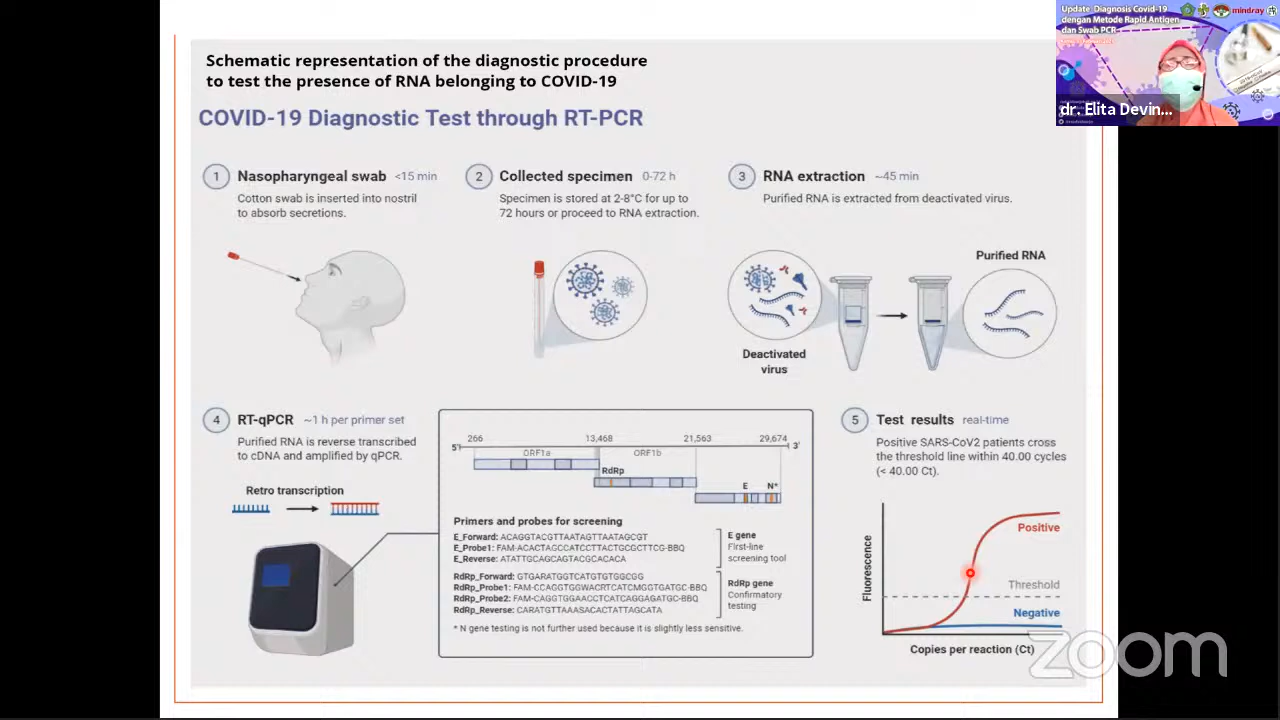 Schematic representation of the diagnostic procedure
to test the presence of RNA belonging to COVID-19
COVID-19 Diagnostic Test through RT-PCR
1 Nasopharyngeal swab <15 min
Cotton swab is inserted into nostril
to absorb secretions.
2 Collected specimen 0-72 h
Specimen is stored at 2-8°C for up to
72 hours or proceed to RNA extraction.
3 RNA extraction ~45 min
Purified RNA is extracted from deactivated virus.
Purified RNA
Deactivated
virus
4 RT-qPCR ~1 h per primer set
Purified RNA is reverse transcribed
to cDNA and amplified by qPCR.
Retro transcription
266 13,468 21,563 29,674
5' 3'
ORF1a ORF1b
RdRp
E N*
Primers and probes for screening
E_Forward: ACAGGTACGTTAATAGTTAATAGCGT
E_Probe1: FAM-ACACTAGCCATCCTTACTGCGCTTCG-BBQ
E_Reverse: ATATTGCAGCAGTACGCACACA
E gene
First-line
screening tool
RdRp_Forward: GTGARATGGTCATGTGTGGCGG
RdRp_Probe1: FAM-CCAGGTGGWACRTCATCMGGTGATGC-BBQ
RdRp_Probe2: FAM-CAGGTGGAACCTCATCAGGAGATGC-BBQ
RdRp_Reverse: CARATGTTAAASACACTATTAGCATA
RdRp gene
Confirmatory
testing
* N gene testing is not further used because it is slightly less sensitive.
5 Test results real-time
Positive SARS-CoV2 patients cross
the threshold line within 40.00 cycles
(< 40.00 Ct).
Fluorescence
Positive
Threshold
Negative
Copies per reaction (Ct)
zoom
Update Diagnosis Covid-19
dengan Metode Rapid Antigen
dan Swab PCR
mindray
dr. Elita Devin...